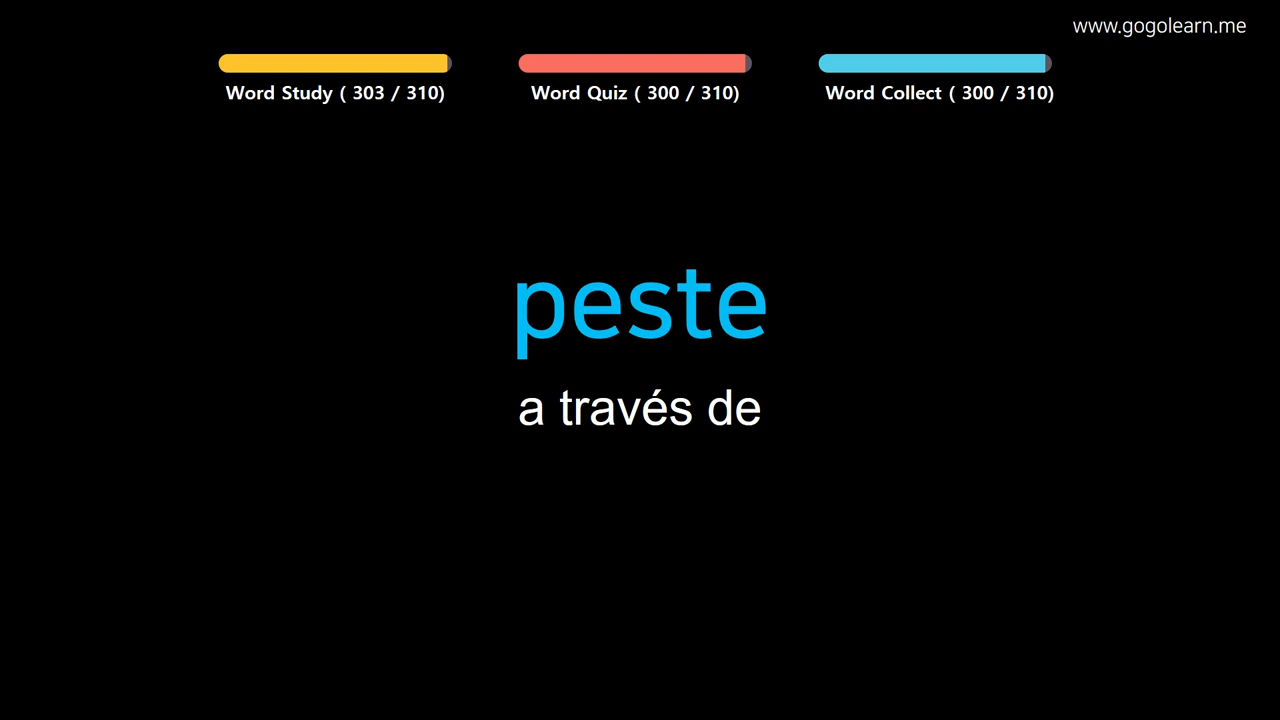 www.gogolearn.me
Word Study ( 303 / 310)
Word Quiz ( 300 / 310)
Word Collect ( 300 / 310)
peste
a través de